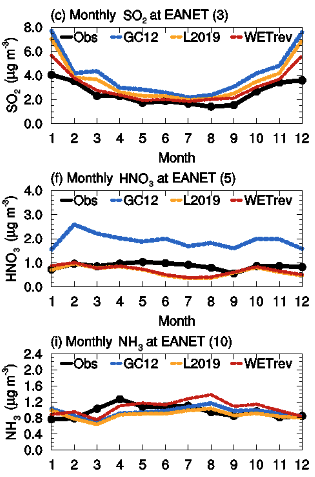 (c) Monthly SO2 at EANET (3)
8.0
Obs GC12 L2019 WETrev
6.0
4.0
2.0
0.0
SO2 (μg m-3)
1 2 3 4 5 6 7 8 9 10 11 12
Month
(f) Monthly HNO3 at EANET (5)
4.0
Obs GC12 L2019 WETrev
3.0
2.0
1.0
0.0
HNO3 (μg m-3)
1 2 3 4 5 6 7 8 9 10 11 12
Month
(i) Monthly NH3 at EANET (10)
2.4
Obs GC12 L2019 WETrev
2.0
1.6
1.2
0.8
0.4
0.0
NH3 (μg m-3)
1 2 3 4 5 6 7 8 9 10 11 12
Month